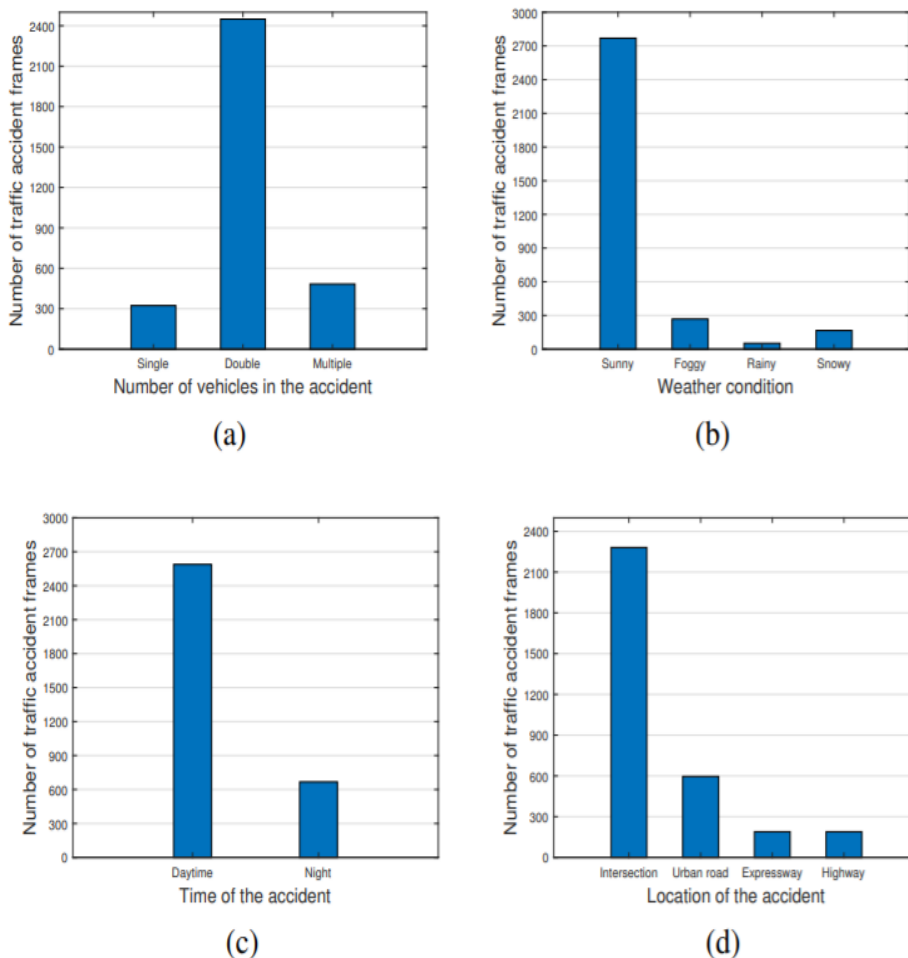 Number of traffic accident frames
2400
2100
1800
1500
1200
900
600
300
0
Single Double Multiple
Number of vehicles in the accident
(a)
Number of traffic accident frames
3000
2700
2400
2100
1800
1500
1200
900
600
300
0
Sunny Foggy Rainy Snowy
Weather condition
(b)
Number of traffic accident frames
3000
2700
2400
2100
1800
1500
1200
900
600
300
0
Daytime Night
Time of the accident
(c)
Number of traffic accident frames
2400
2100
1800
1500
1200
900
600
300
0
Intersection Urban road Expressway Highway
Location of the accident
(d)